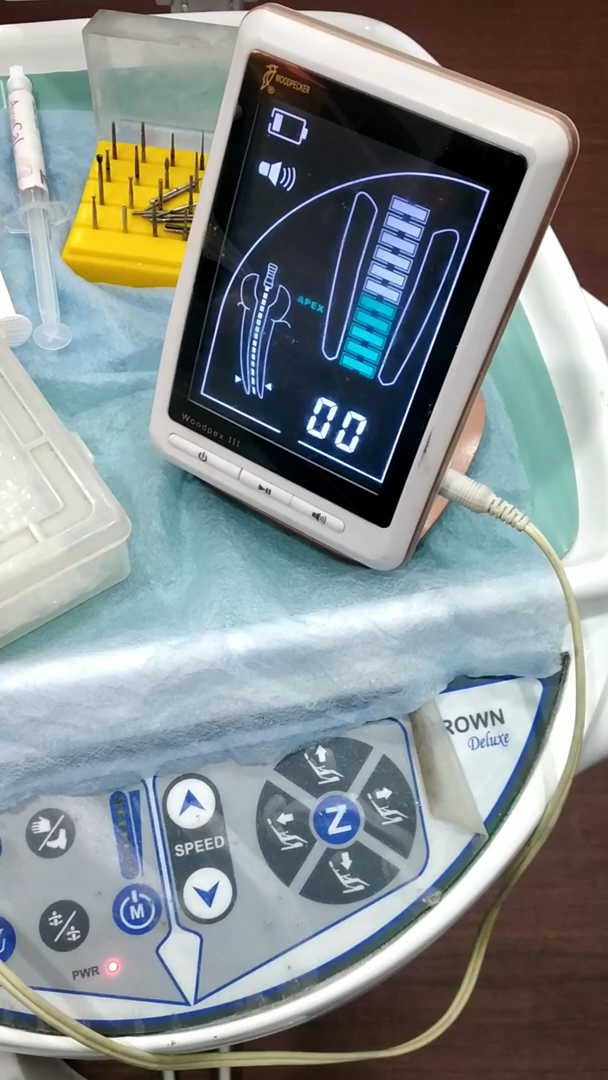 WOODPECKER
®
APEX
00
Woodpex III
ROWN
Deluxe
SPEED
Z
M
PWR